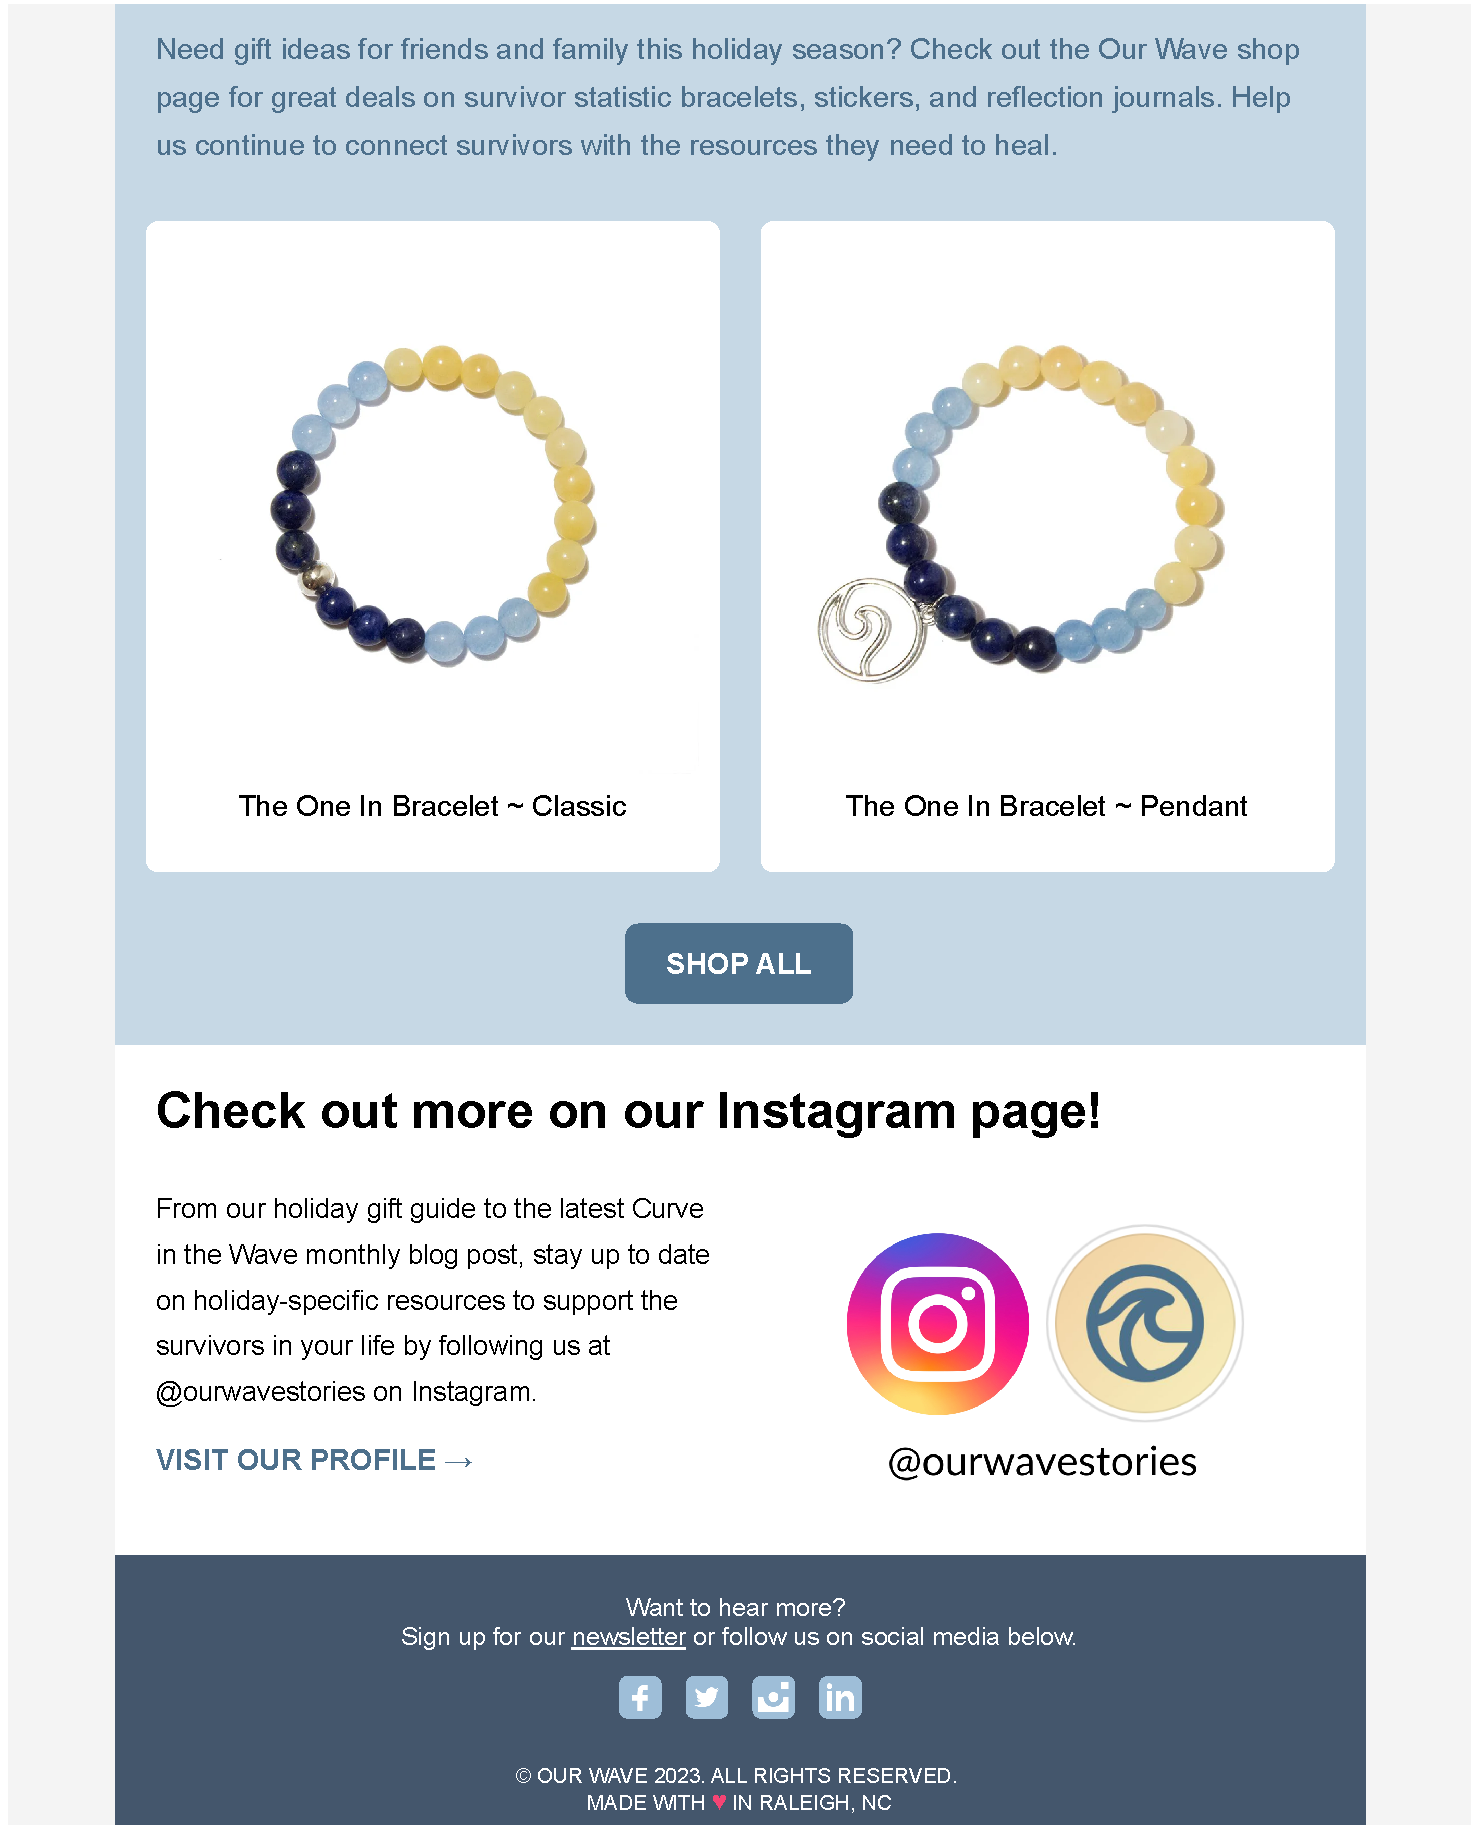 Need gift ideas for friends and family this holiday season? Check out the Our Wave shop
page for great deals on survivor statistic bracelets, stickers, and reflection journals. Help
us continue to connect survivors with the resources they need to heal.
The One In Bracelet ~ Classic
The One In Bracelet ~ Pendant
SHOP ALL
Check out more on our Instagram page!
From our holiday gift guide to the latest Curve
in the Wave monthly blog post, stay up to date
on holiday-specific resources to support the
survivors in your life by following us at
@ourwavestories on Instagram.
VISIT OUR PROFILE →
@ourwavestories
Want to hear more?
Sign up for our newsletter or follow us on social media below.
© OUR WAVE 2023. ALL RIGHTS RESERVED.
MADE WITH ♥ IN RALEIGH, NC